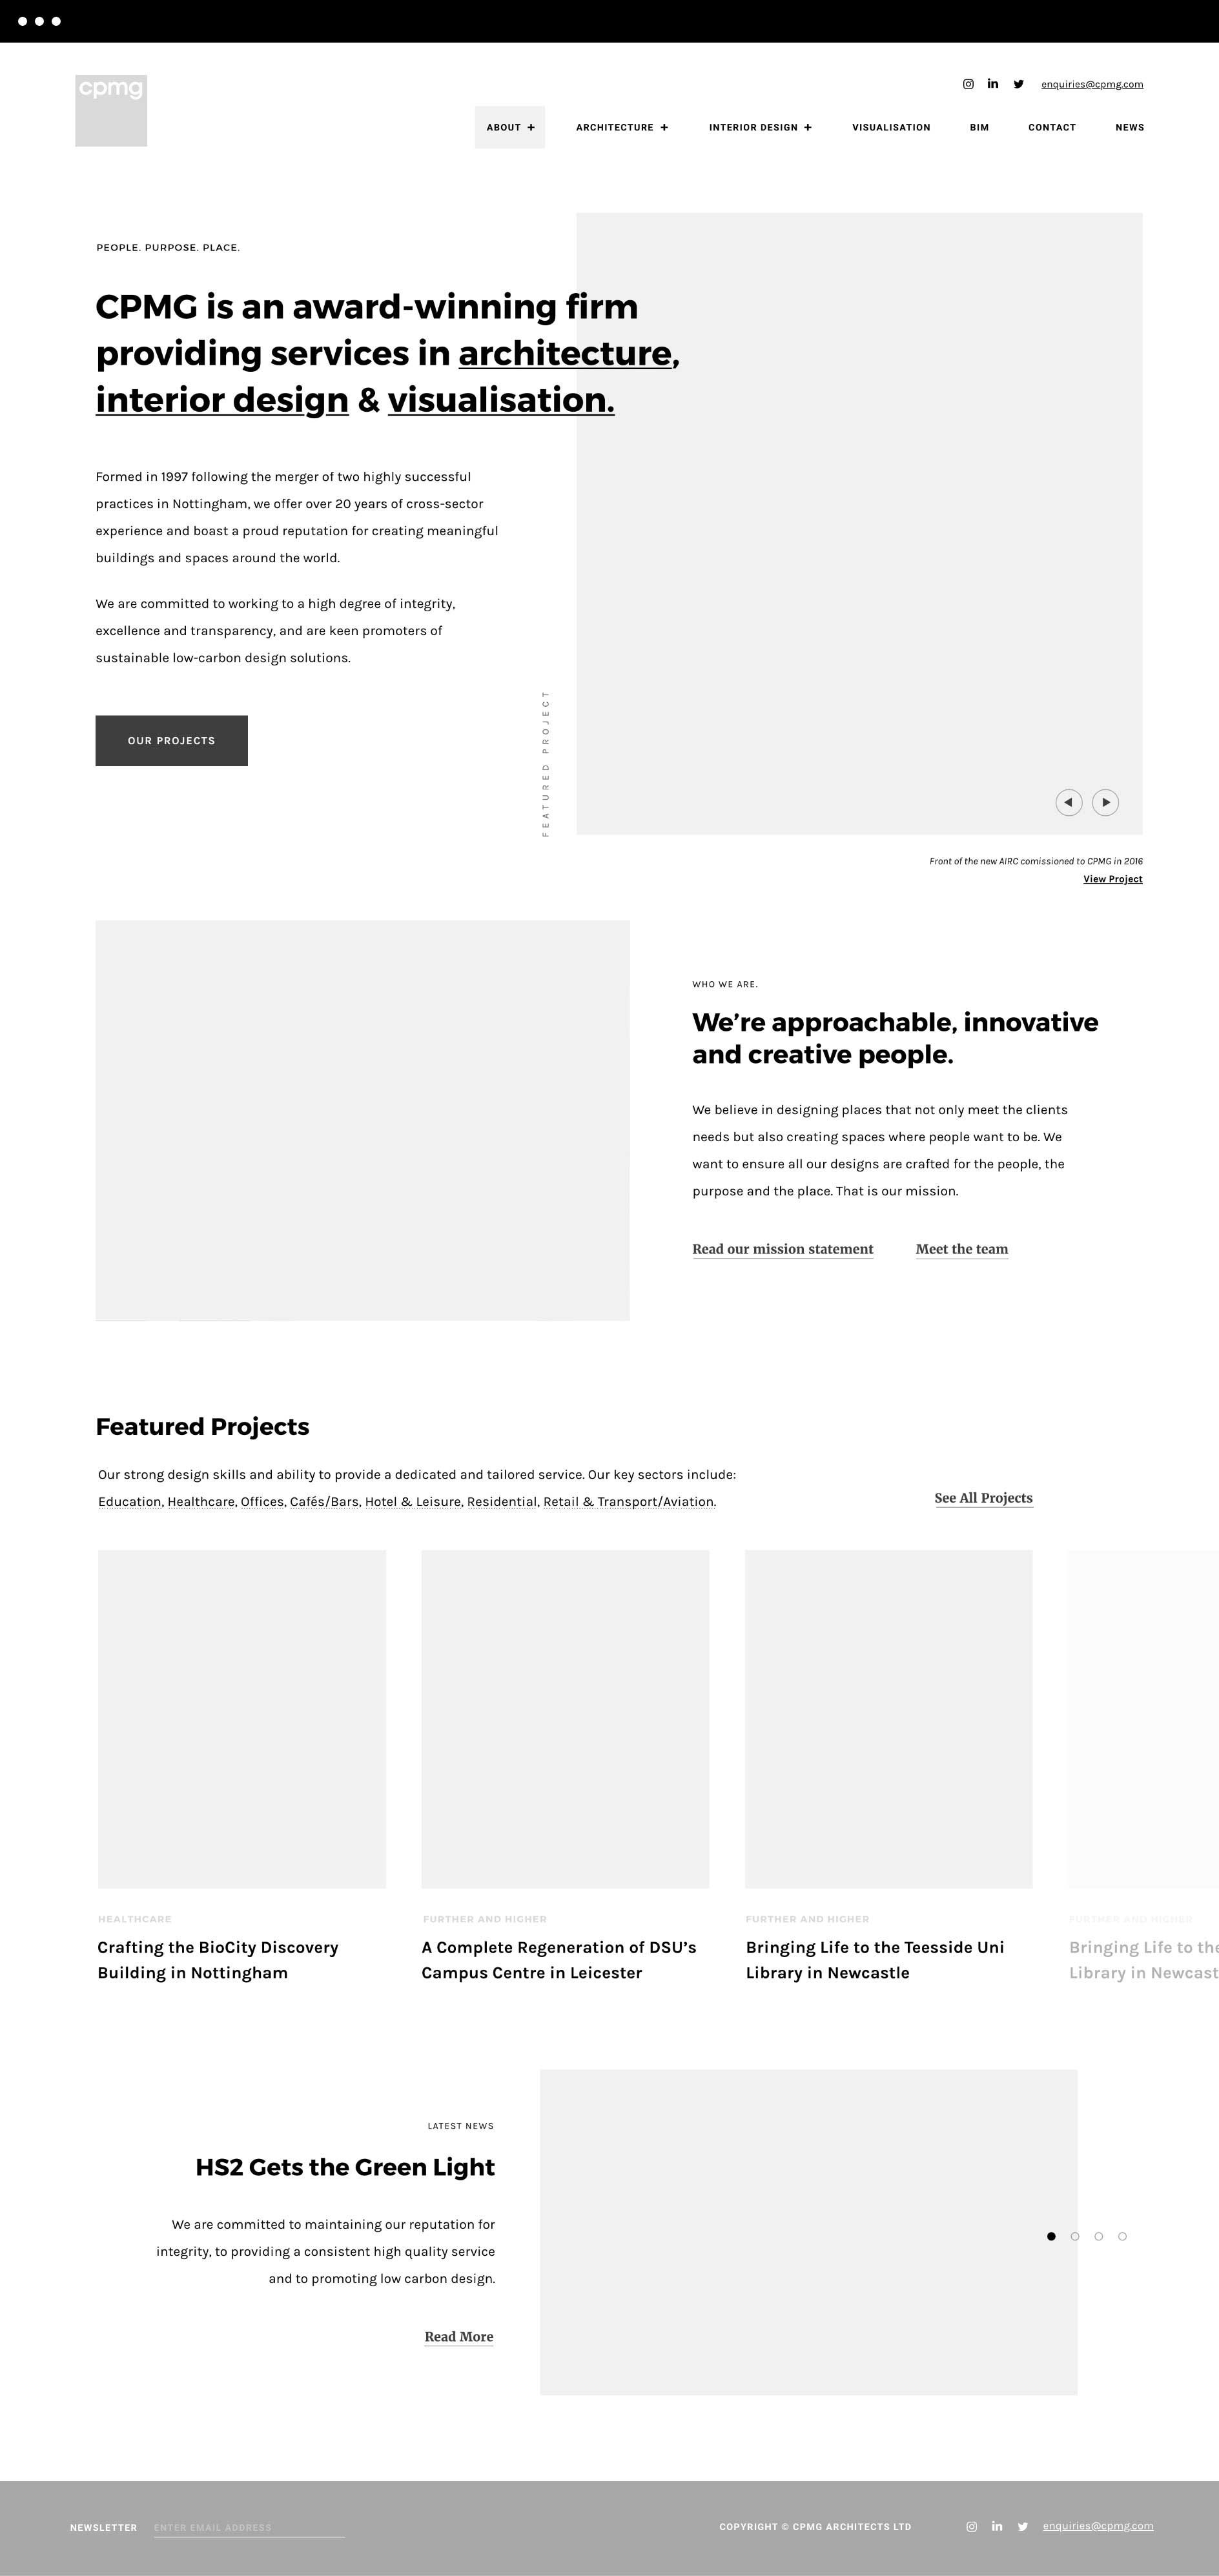 cpmg
enquiries@cpmg.com
ABOUT + ARCHITECTURE + INTERIOR DESIGN + VISUALISATION BIM CONTACT NEWS
PEOPLE. PURPOSE. PLACE.
CPMG is an award-winning firm
providing services in architecture,
interior design & visualisation.
Formed in 1997 following the merger of two highly successful
practices in Nottingham, we offer over 20 years of cross-sector
experience and boast a proud reputation for creating meaningful
buildings and spaces around the world.
We are committed to working to a high degree of integrity,
excellence and transparency, and are keen promoters of
sustainable low-carbon design solutions.
OUR PROJECTS
FEATURED PROJECT
Front of the new AIRC comissioned to CPMG in 2016
View Project
WHO WE ARE.
We’re approachable, innovative
and creative people.
We believe in designing places that not only meet the clients
needs but also creating spaces where people want to be. We
want to ensure all our designs are crafted for the people, the
purpose and the place. That is our mission.
Read our mission statement Meet the team
Featured Projects
Our strong design skills and ability to provide a dedicated and tailored service. Our key sectors include:
Education, Healthcare, Offices, Cafés/Bars, Hotel & Leisure, Residential, Retail & Transport/Aviation.
See All Projects
HEALTHCARE
Crafting the BioCity Discovery
Building in Nottingham
FURTHER AND HIGHER
A Complete Regeneration of DSU’s
Campus Centre in Leicester
FURTHER AND HIGHER
Bringing Life to the Teesside Uni
Library in Newcastle
FURTHER AND HIGHER
Bringing Life to the
Library in Newcast
LATEST NEWS
HS2 Gets the Green Light
We are committed to maintaining our reputation for
integrity, to providing a consistent high quality service
and to promoting low carbon design.
Read More
NEWSLETTER ENTER EMAIL ADDRESS
COPYRIGHT © CPMG ARCHITECTS LTD
enquiries@cpmg.com